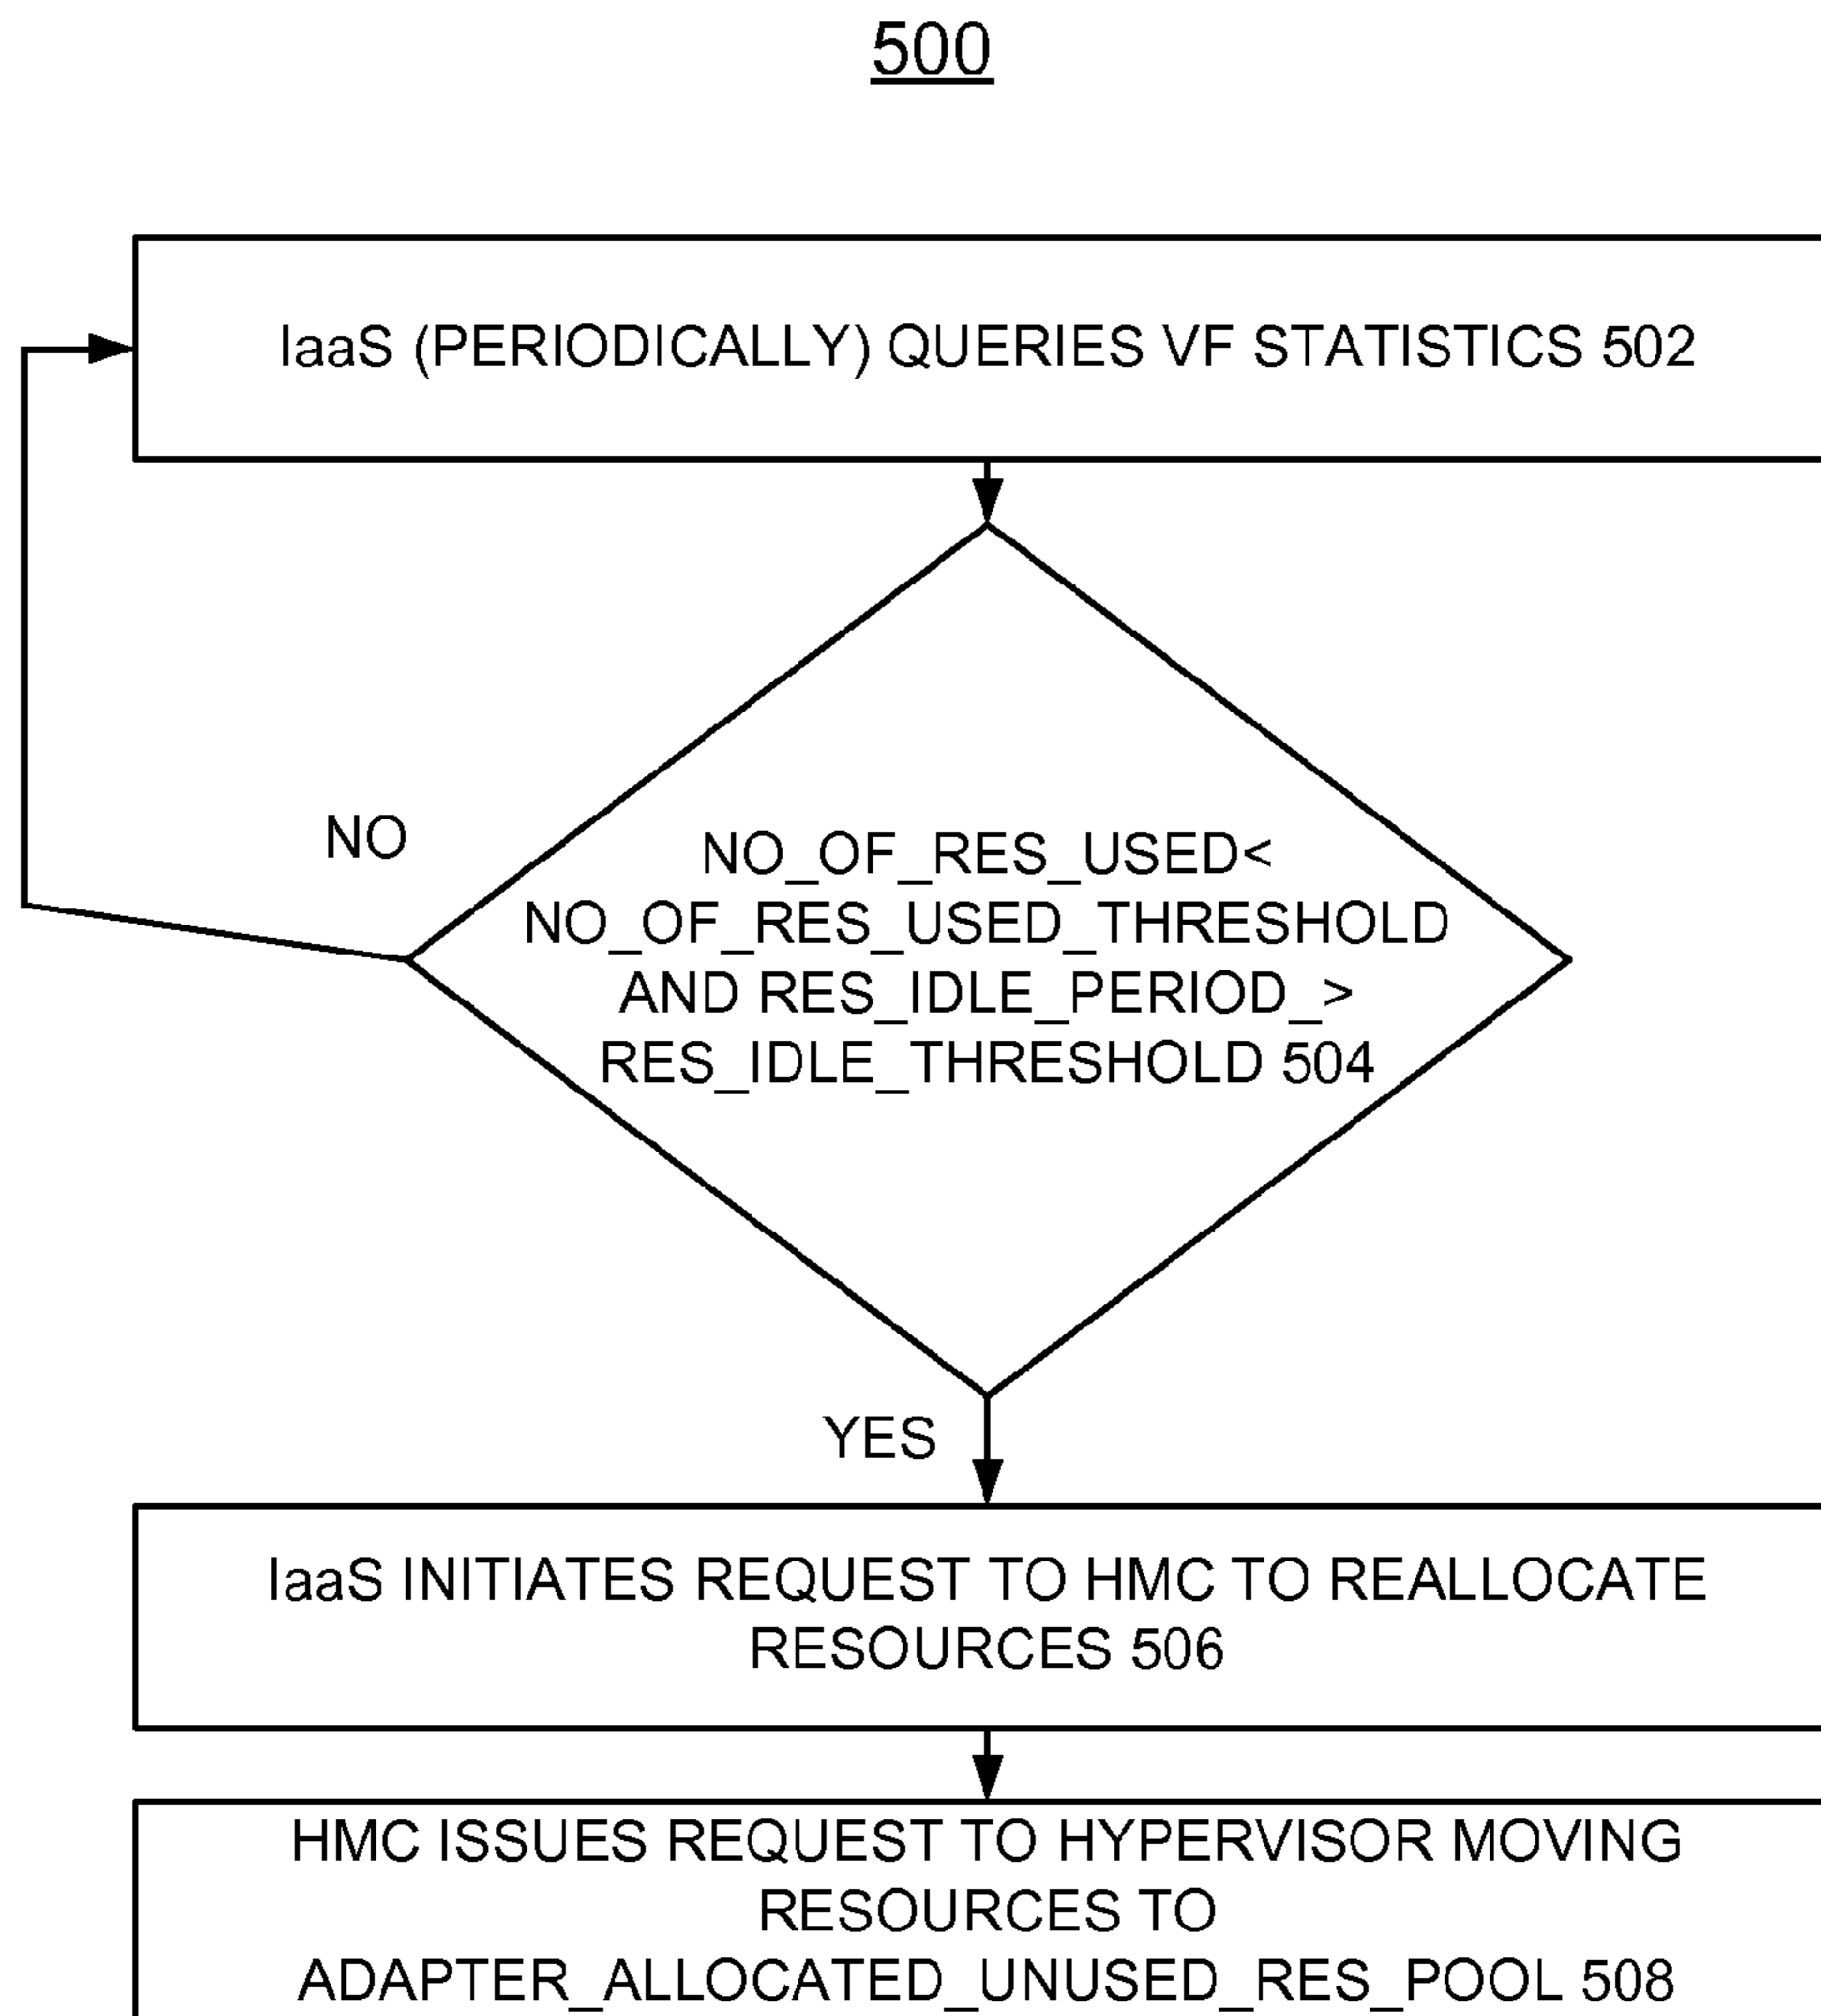 500
IaaS (PERIODICALLY) QUERIES VF STATISTICS 502
NO
NO_OF_RES_USED<
NO_OF_RES_USED_THRESHOLD
AND RES_IDLE_PERIOD_>
RES_IDLE_THRESHOLD 504
YES
IaaS INITIATES REQUEST TO HMC TO REALLOCATE
RESOURCES 506
HMC ISSUES REQUEST TO HYPERVISOR MOVING
RESOURCES TO
ADAPTER_ALLOCATED_UNUSED_RES_POOL 508